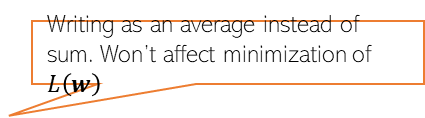 Writing as an average instead of
sum. Won't affect minimization of
L(w)